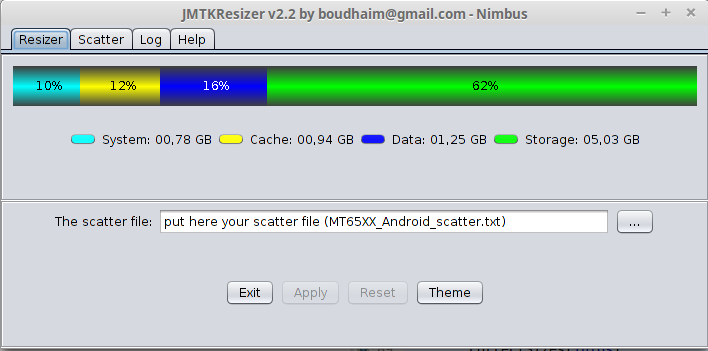 JMTKResizer v2.2 by boudhaim@gmail.com - Nimbus
Resizer Scatter Log Help
10% 12% 16% 62%
System: 00,78 GB Cache: 00,94 GB Data: 01,25 GB Storage: 05,03 GB
The scatter file: put here your scatter file (MT65XX_Android_scatter.txt) ...
Exit Apply Reset Theme